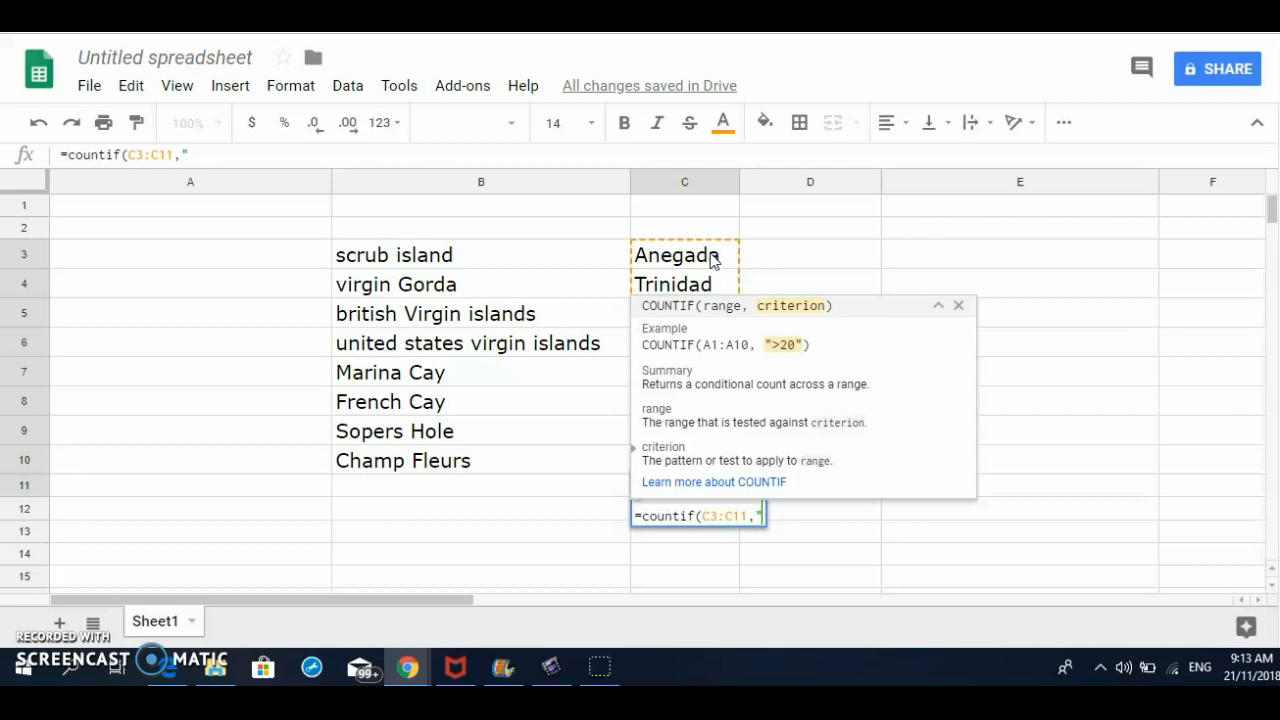 Untitled spreadsheet
File Edit View Insert Format Data Tools Add-ons Help All changes saved in Drive
SHARE
100% $ % .0 .00 123 14 B I S A
fx =countif(C3:C11,"
A B C D E F
1
2
3 scrub island Anegada
4 virgin Gorda Trinidad
5 british Virgin islands
6 united states virgin islands
7 Marina Cay
8 French Cay
9 Sopers Hole
10 Champ Fleurs
11
12 =countif(C3:C11,"
13
14
15
COUNTIF(range, criterion)
Example
COUNTIF(A1:A10, ">20")
Summary
Returns a conditional count across a range.
range
The range that is tested against criterion.
criterion
The pattern or test to apply to range.
Learn more about COUNTIF
Sheet1
RECORDED WITH
SCREENCAST MATIC
99+
ENG
9:13 AM
21/11/2018